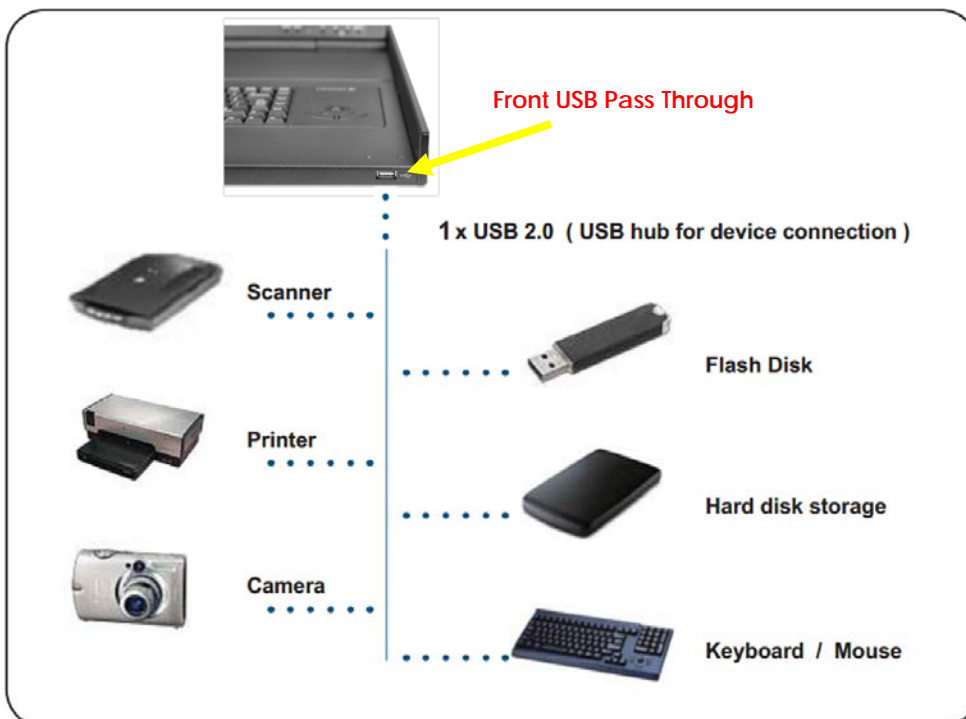 Front USB Pass Through
1 x USB 2.0 ( USB hub for device connection )
Scanner
Flash Disk
Printer
Hard disk storage
Camera
Keyboard / Mouse